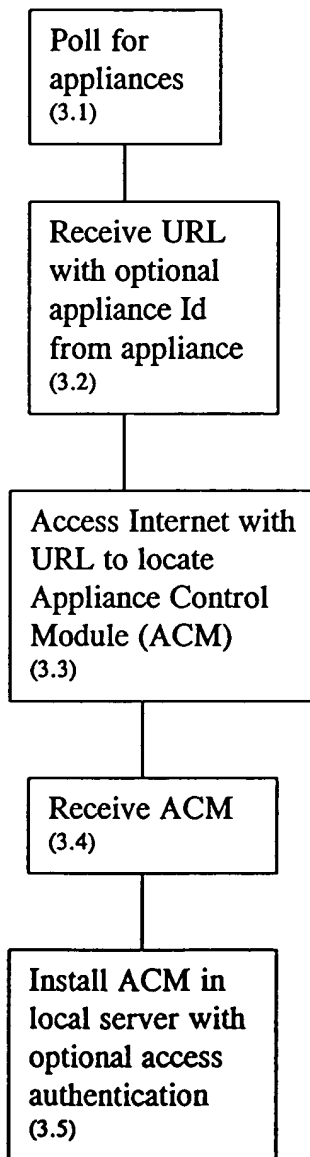 Poll for
appliances
(3.1)
Receive URL
with optional
appliance Id
from appliance
(3.2)
Access Internet with
URL to locate
Appliance Control
Module (ACM)
(3.3)
Receive ACM
(3.4)
Install ACM in
local server with
optional access
authentication
(3.5)